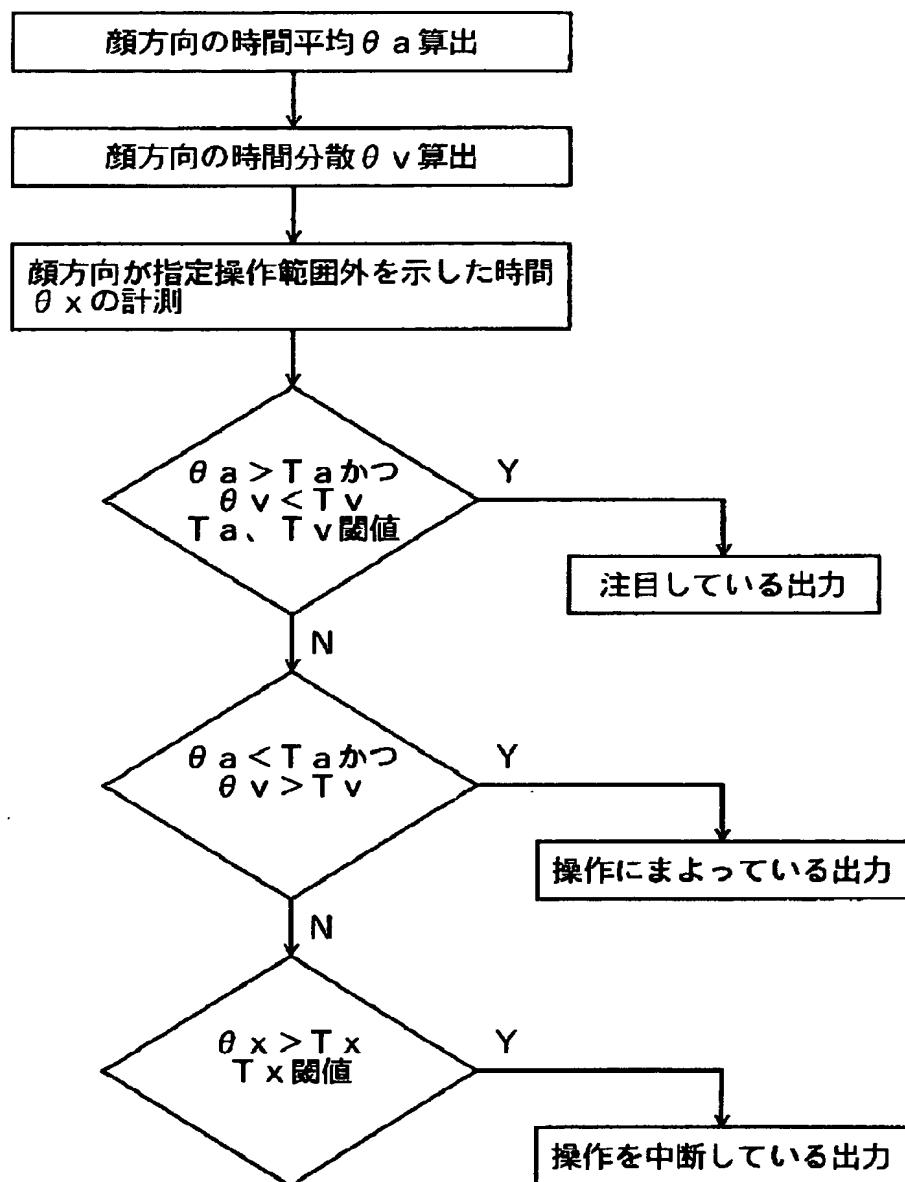 顔方向の時間平均θa算出
顔方向の時間分散θv算出
顔方向が指定操作範囲外を示した時間
θxの計測
θa>Taかつ
θv<Tv
Ta、Tv閾値
Y
注目している出力
N
θa<Taかつ
θv>Tv
Y
操作にまよっている出力
N
θx>Tx
Tx閾値
Y
操作を中断している出力